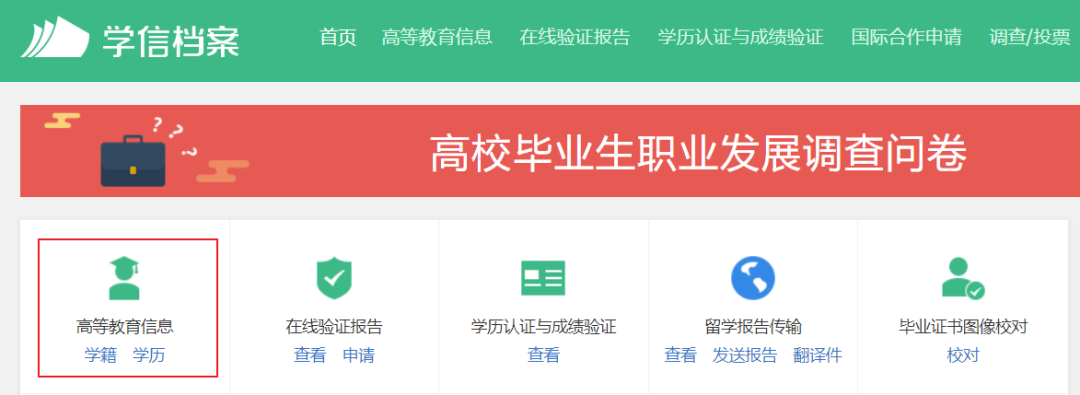 学信档案 首页 高等教育信息 在线验证报告 学历认证与成绩验证 国际合作申请 调查/投票
? ? ?
高校毕业生职业发展调查问卷
高等教育信息 在线验证报告 学历认证与成绩验证 留学报告传输 毕业证书图像校对
学籍 学历 查看 申请 查看 查看 发送报告 翻译件 校对